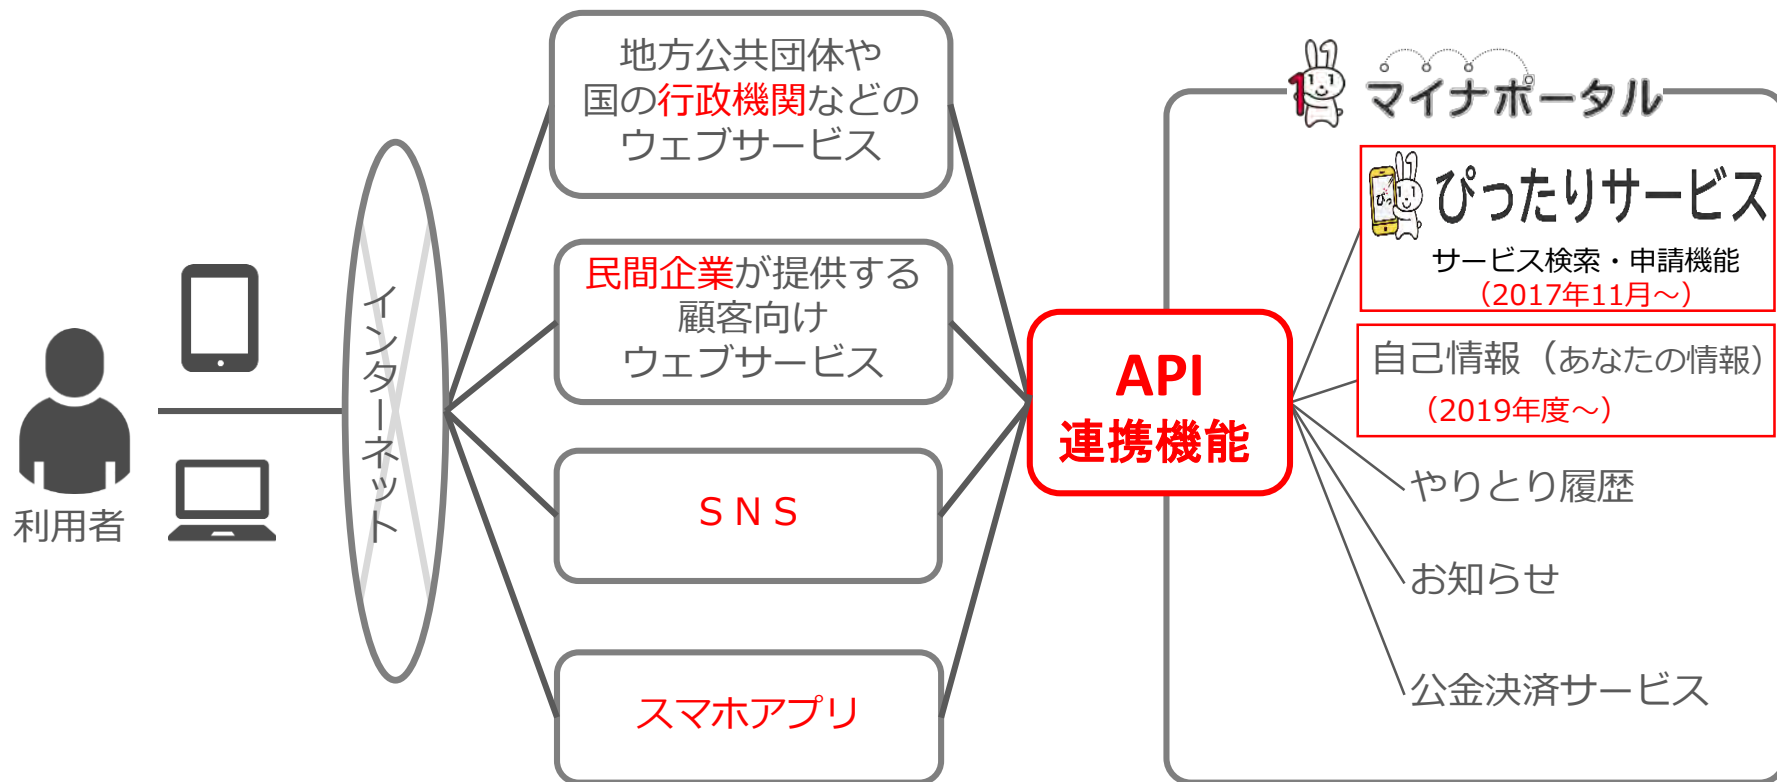 利用者
インターネット
地方公共団体や
国の行政機関などの
ウェブサービス
民間企業が提供する
顧客向け
ウェブサービス
ＳＮＳ
スマホアプリ
API
連携機能
マイナポータル
ぴったりサービス
サービス検索・申請機能
（2017年11月～）
自己情報（あなたの情報）
（2019年度～）
やりとり履歴
お知らせ
公金決済サービス